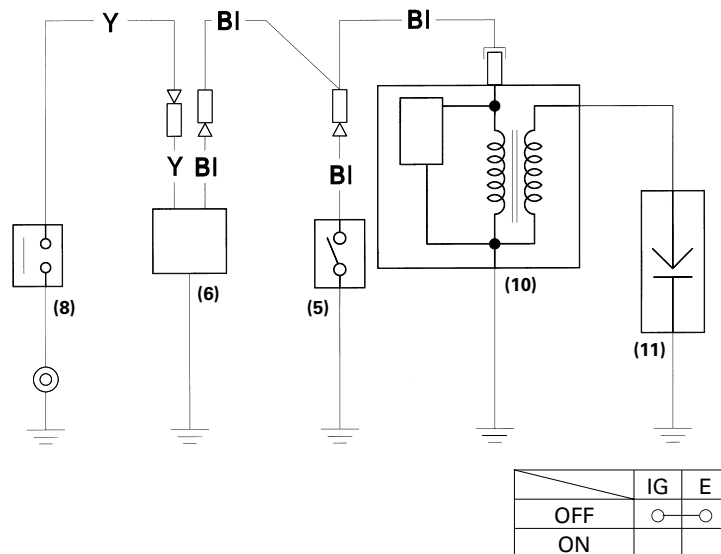 Y
Bl
Bl
Y
Bl
Bl
(8)
(6)
(5)
(10)
(11)
IG E
OFF
ON